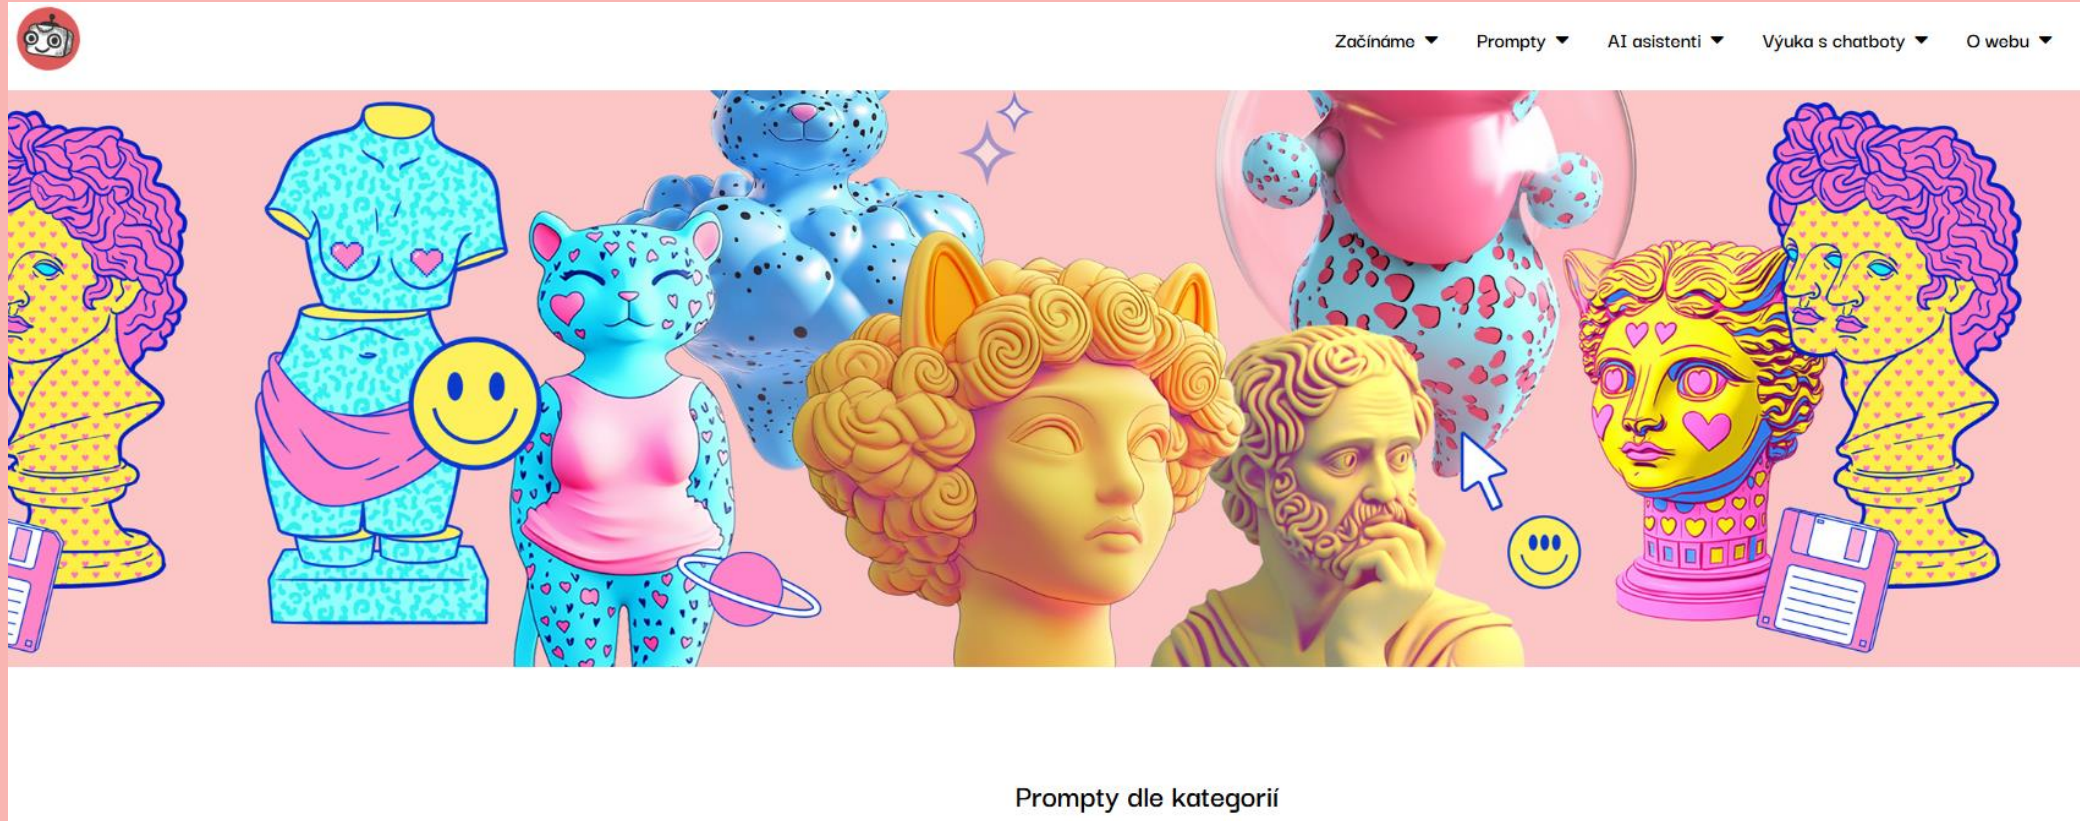 Začínáme
Prompty
AI asistenti
Výuka s chatboty
O webu
Prompty dle kategorií